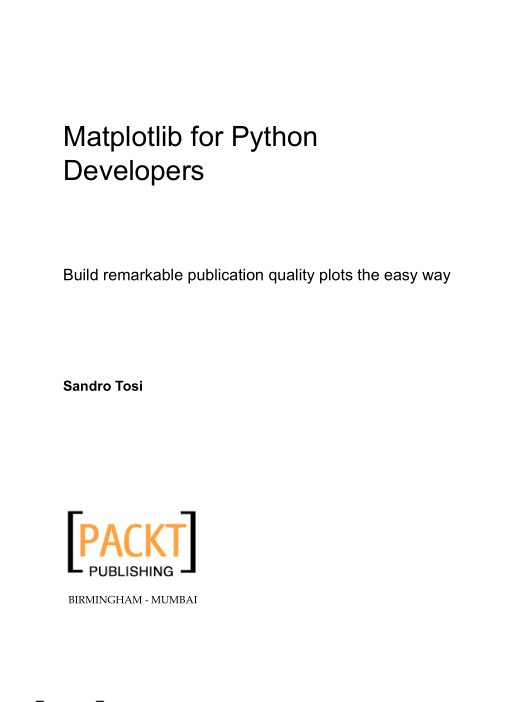 Matplotlib for Python
Developers
Build remarkable publication quality plots the easy way
Sandro Tosi
[PACKT]
PUBLISHING
BIRMINGHAM - MUMBAI